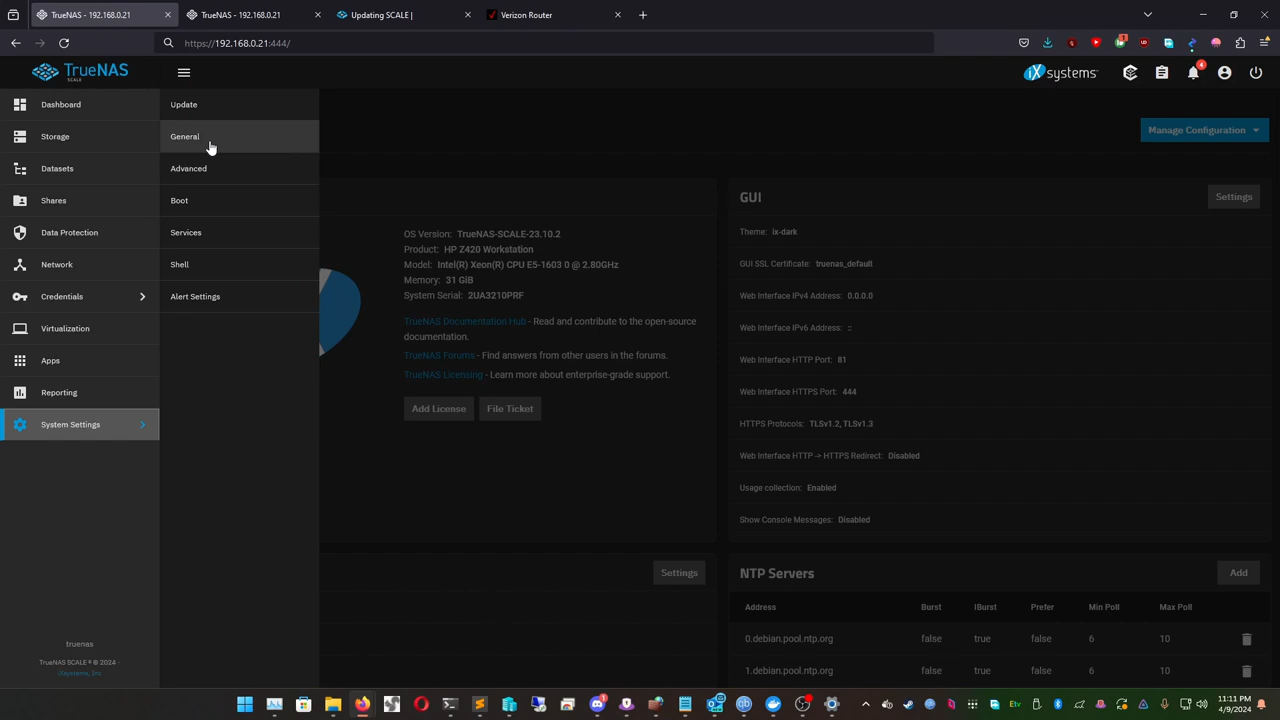 TrueNAS - 192.168.0.21
TrueNAS - 192.168.0.21
Updating SCALE |
Verizon Router
https://192.168.0.21:444/
TrueNAS
SCALE
iXsystems
4
Dashboard
Storage
Datasets
Shares
Data Protection
Network
Credentials
Virtualization
Apps
Reporting
System Settings
truenas
TrueNAS SCALE ® © 2024 -
iXsystems, Inc
Update
General
Advanced
Boot
Services
Shell
Alert Settings
Manage Configuration
OS Version: TrueNAS-SCALE-23.10.2
Product: HP Z420 Workstation
Model: Intel(R) Xeon(R) CPU E5-1603 0 @ 2.80GHz
Memory: 31 GiB
System Serial: 2UA3210PRF
TrueNAS Documentation Hub - Read and contribute to the open-source
documentation.
TrueNAS Forums - Find answers from other users in the forums.
TrueNAS Licensing - Learn more about enterprise-grade support.
Add License
File Ticket
Settings
GUI
Settings
Theme: ix-dark
GUI SSL Certificate: truenas_default
Web Interface IPv4 Address: 0.0.0.0
Web Interface IPv6 Address: ::
Web Interface HTTP Port: 81
Web Interface HTTPS Port: 444
HTTPS Protocols: TLSv1.2, TLSv1.3
Web Interface HTTP -> HTTPS Redirect: Disabled
Usage collection: Enabled
Show Console Messages: Disabled
NTP Servers
Add
Address Burst IBurst Prefer Min Poll Max Poll
0.debian.pool.ntp.org false true false 6 10
1.debian.pool.ntp.org false true false 6 10
11:11 PM
4/9/2024